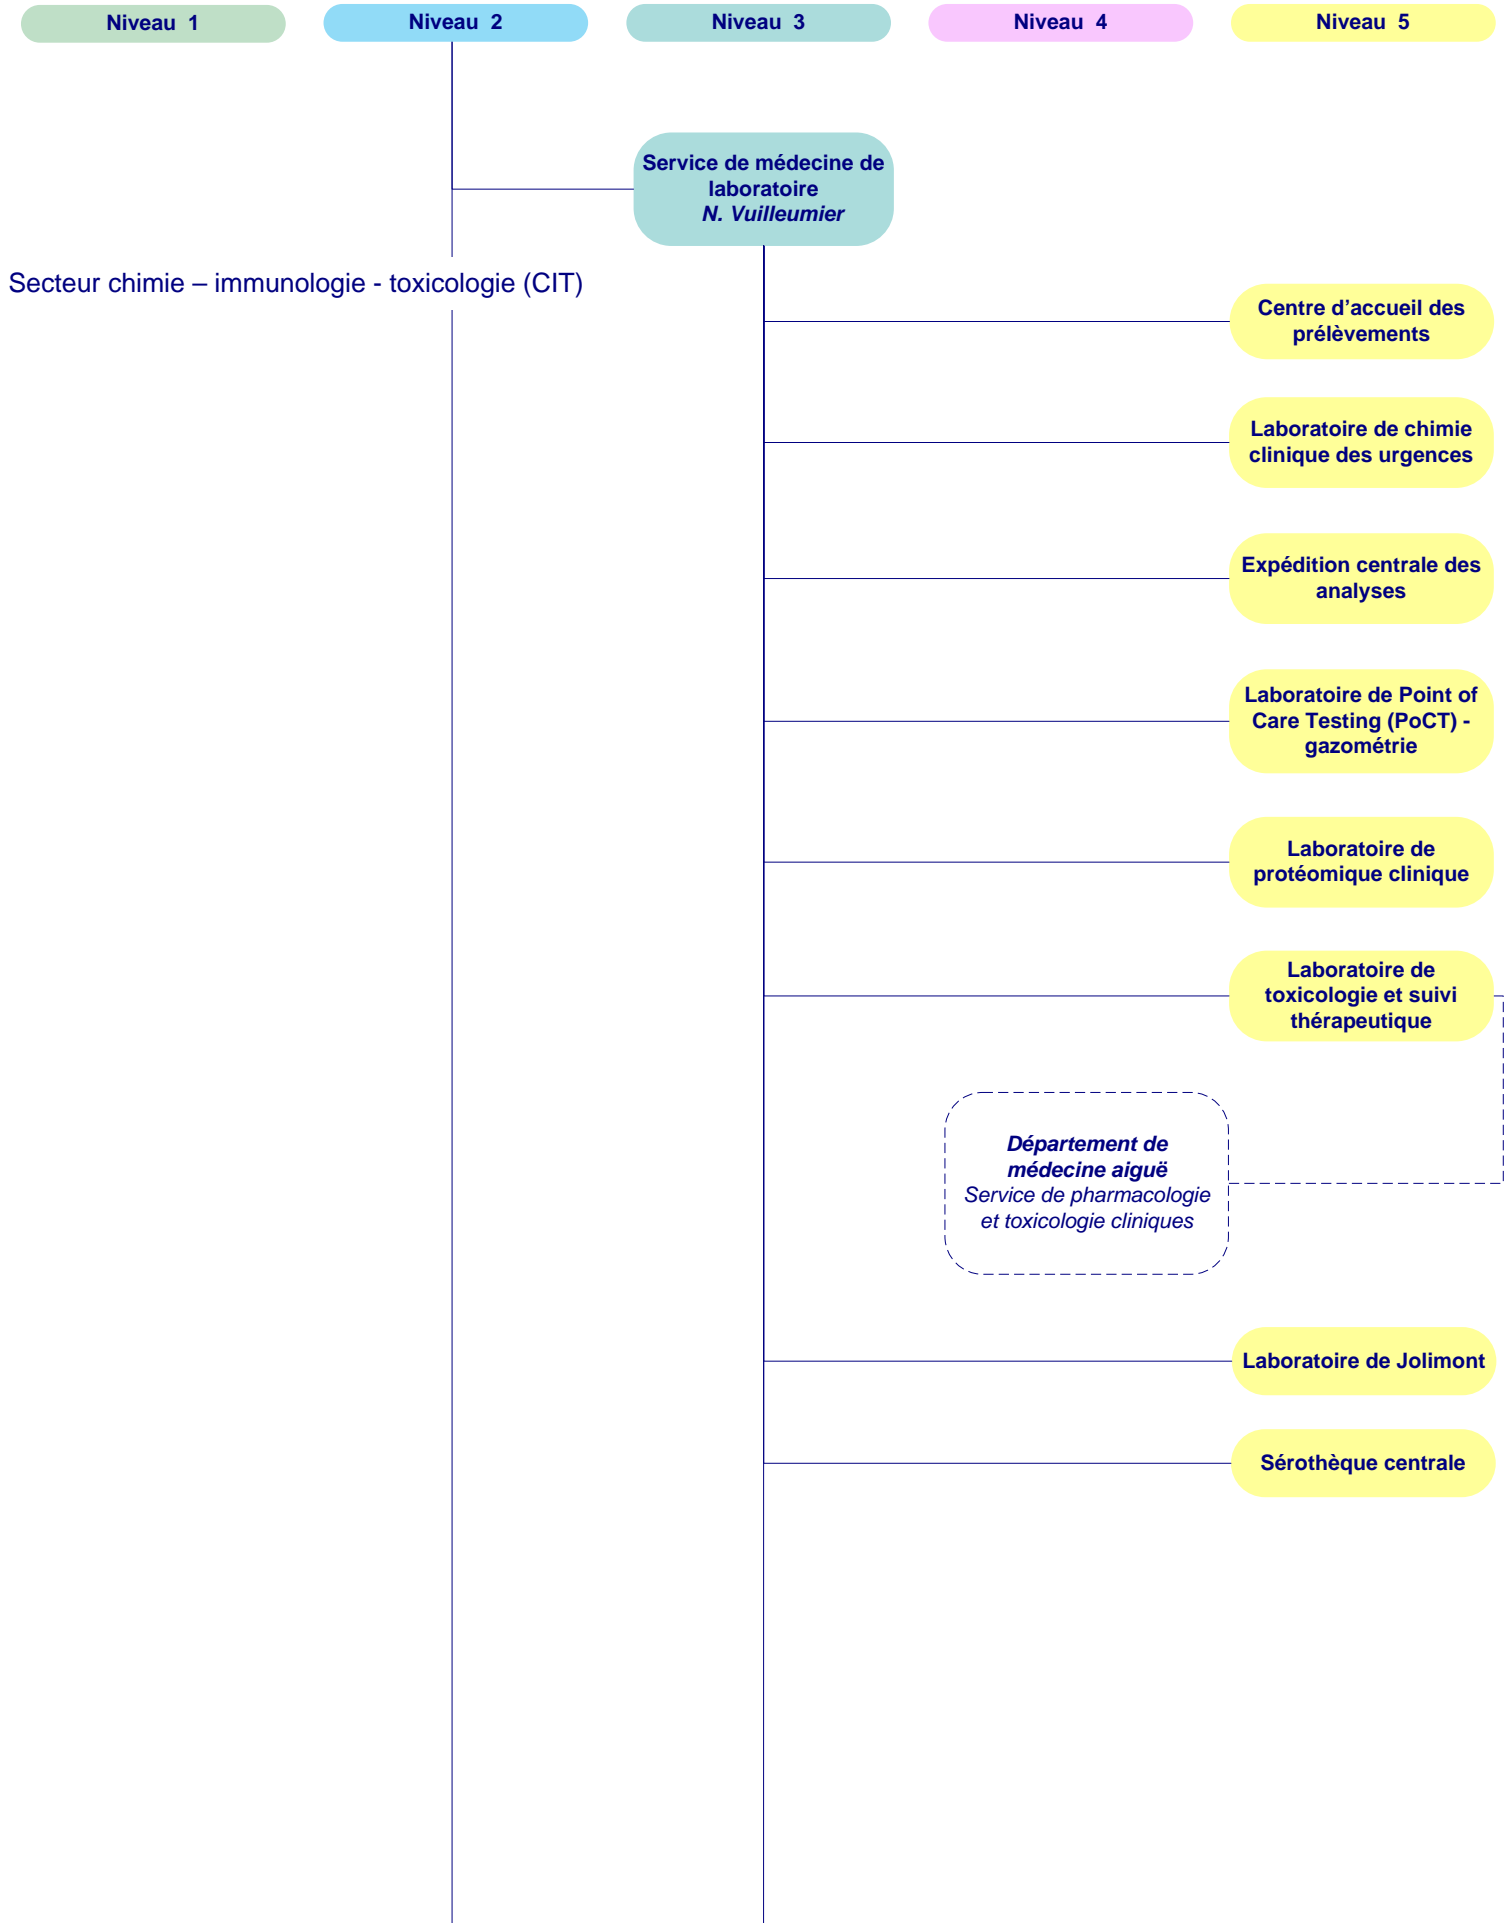 Niveau 1
Niveau 2
Niveau 3
Niveau 4
Niveau 5
Service de médecine de
laboratoire
N. Vuilleumier
Secteur chimie – immunologie - toxicologie (CIT)
Centre d’accueil des
prélèvements
Laboratoire de chimie
clinique des urgences
Expédition centrale des
analyses
Laboratoire de Point of
Care Testing (PoCT) -
gazométrie
Laboratoire de
protéomique clinique
Laboratoire de
toxicologie et suivi
thérapeutique
Département de
médecine aiguë
Service de pharmacologie
et toxicologie cliniques
Laboratoire de Jolimont
Sérothèque centrale